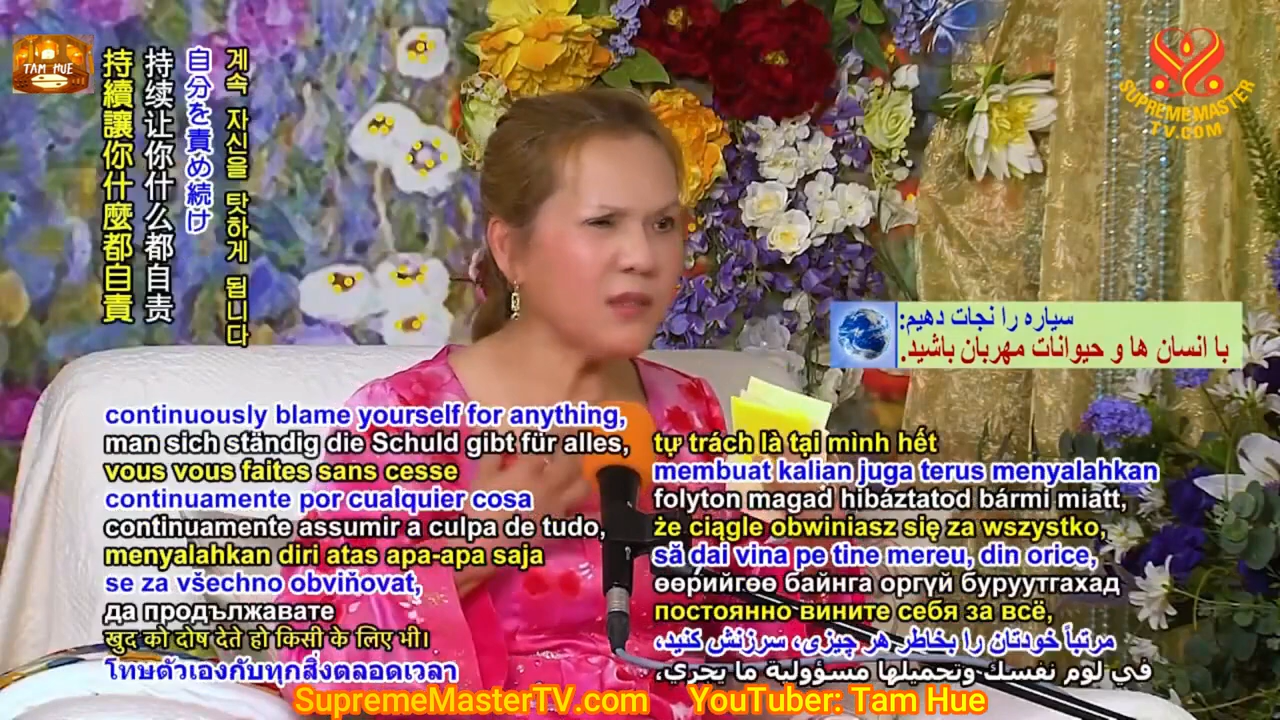 TAM HUE
持續讓你什麼都自責
持续让你什么都自责
自分を責め続け
계속 자신을 탓하게 됩니다
SUPREMEMASTER
TV.COM
سیاره را نجات دهیم:
با انسان ها و حیوانات مهربان باشید.
continuously blame yourself for anything,
man sich ständig die Schuld gibt für alles,
vous vous faites sans cesse
continuamente por cualquier cosa
continuamente assumir a culpa de tudo,
menyalahkan diri atas apa-apa saja
se za všechno obviňovat,
да продължавате
खुद को दोष देते हो किसी के लिए भी।
โทษตัวเองกับทุกสิ่งตลอดเวลา
tự trách là tại mình hết
membuat kalian juga terus menyalahkan
folyton magad hibáztatod bármi miatt,
że ciągle obwiniasz się za wszystko,
să dai vina pe tine mereu, din orice,
өөрийгөө байнга оргүй буруутгахад
постоянно вините себя за всё,
مرتباً خودتان را بخاطر هر چیزی، سرزنش کنید،
في لوم نفسك وتحميلها مسؤولية ما يجري،
SupremeMasterTV.com YouTuber: Tam Hue